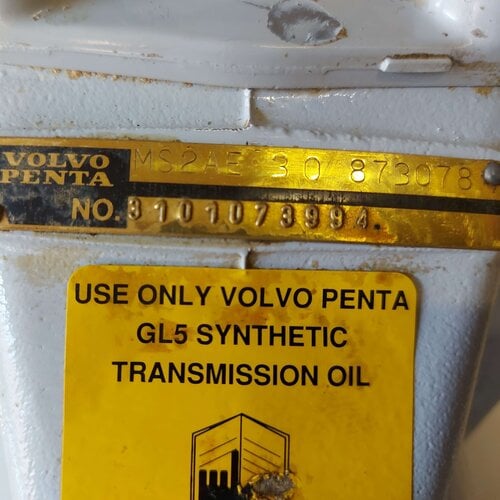 VOLVO
PENTA
MS2AE 3 0 873078
NO. 3101073994.
USE ONLY VOLVO PENTA
GL5 SYNTHETIC
TRANSMISSION OIL